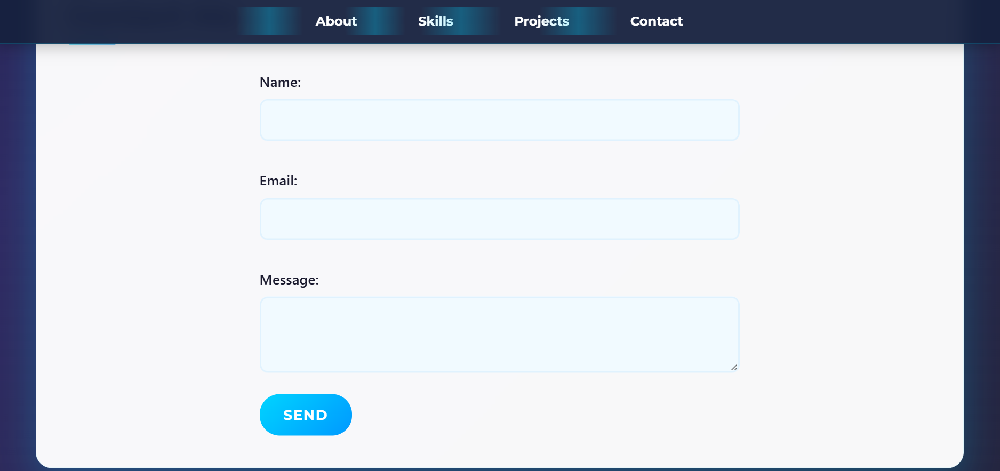 About Skills Projects Contact
Name:
Email:
Message:
SEND